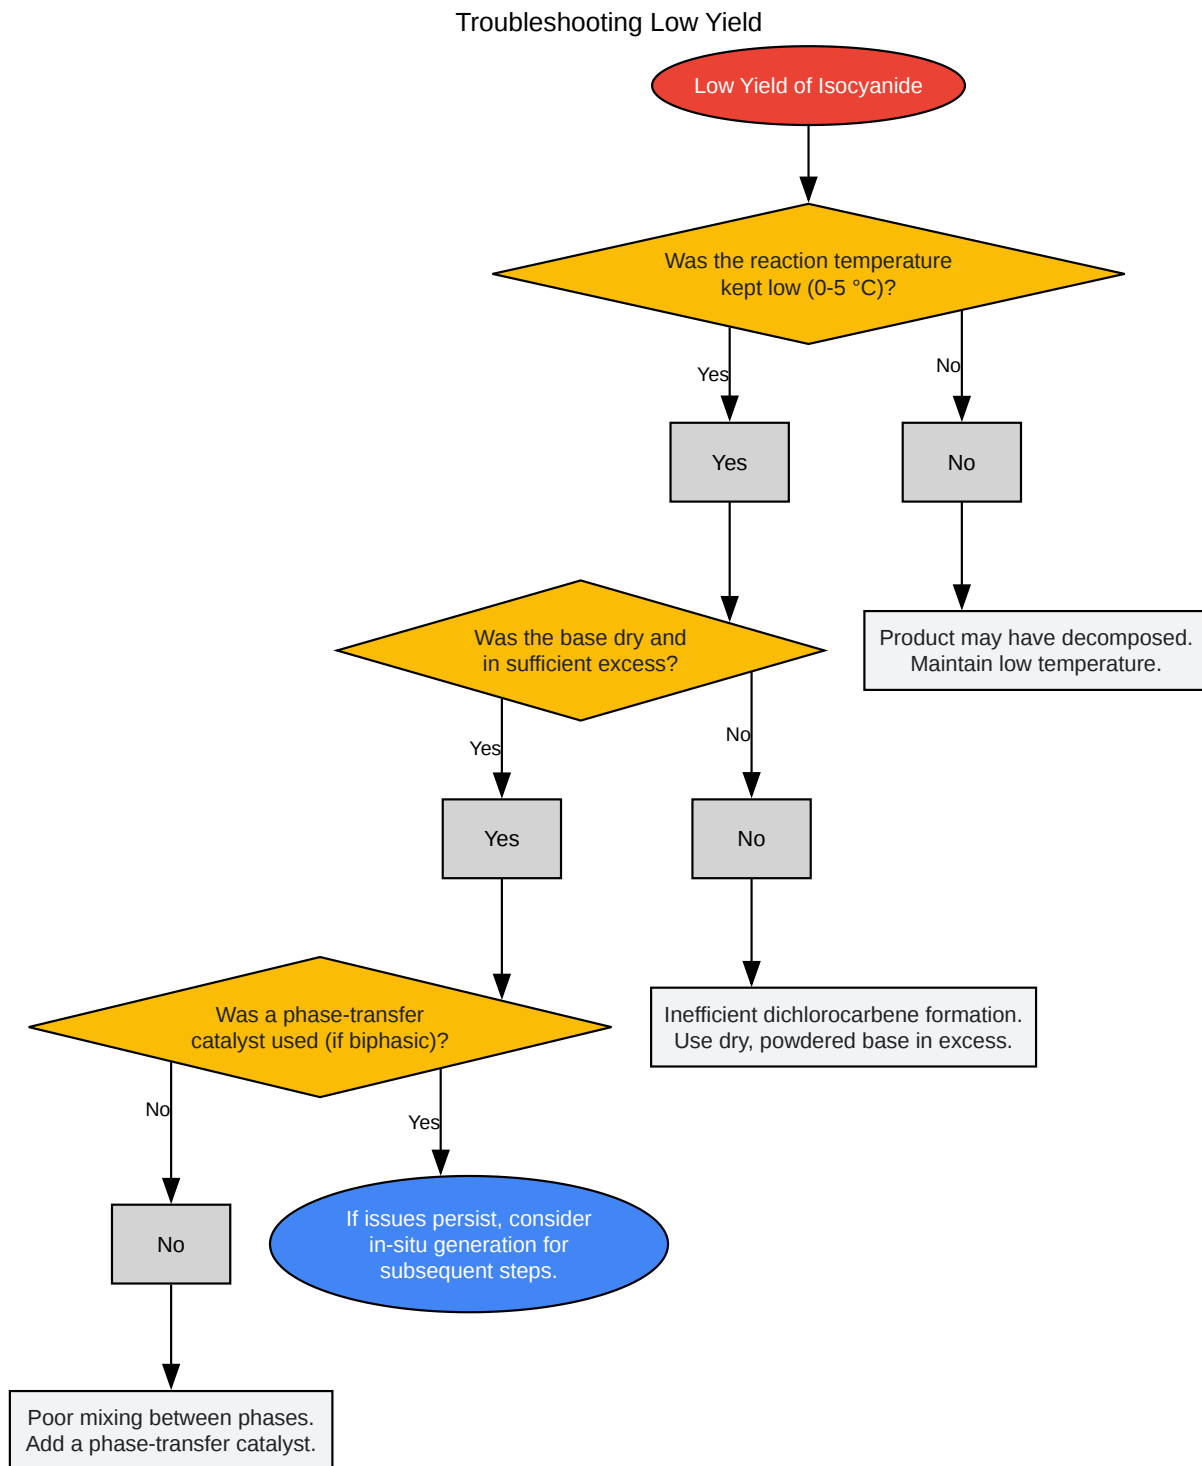 Troubleshooting Low Yield
Low Yield of Isocyanide
Was the reaction temperature
kept low (0-5 °C)?
Yes
No
Yes
No
Was the base dry and
in sufficient excess?
Product may have decomposed.
Maintain low temperature.
Yes
No
Yes
No
Was a phase-transfer
catalyst used (if biphasic)?
Inefficient dichlorocarbene formation.
Use dry, powdered base in excess.
No
Yes
No
If issues persist, consider
in-situ generation for
subsequent steps.
Poor mixing between phases.
Add a phase-transfer catalyst.